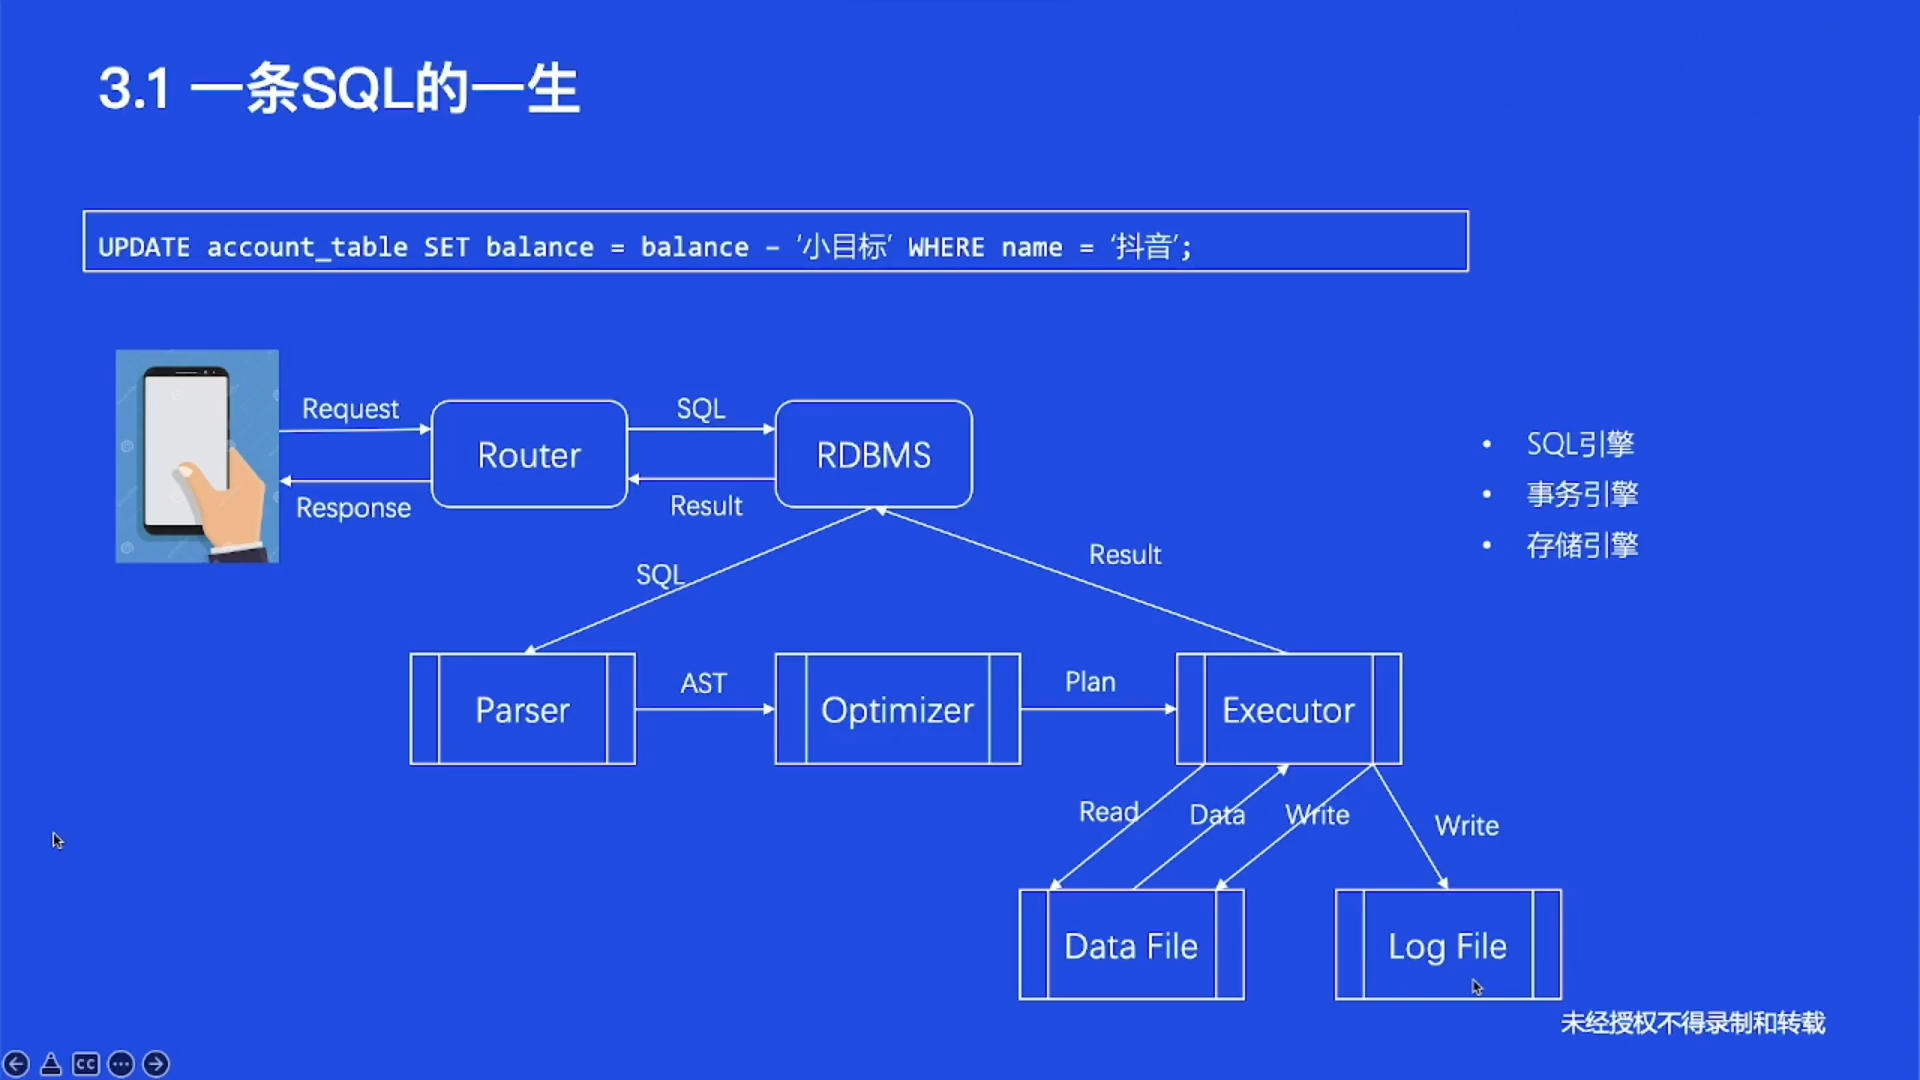 3.1 一条SQL的一生
UPDATE account_table SET balance = balance – ‘小目标’ WHERE name = ‘抖音’;
Request
SQL
Router
RDBMS
Response
Result
SQL引擎
事务引擎
存储引擎
SQL
Result
Parser
AST
Optimizer
Plan
Executor
Read
Data
Write
Write
Data File
Log File
未经授权不得录制和转载
CC